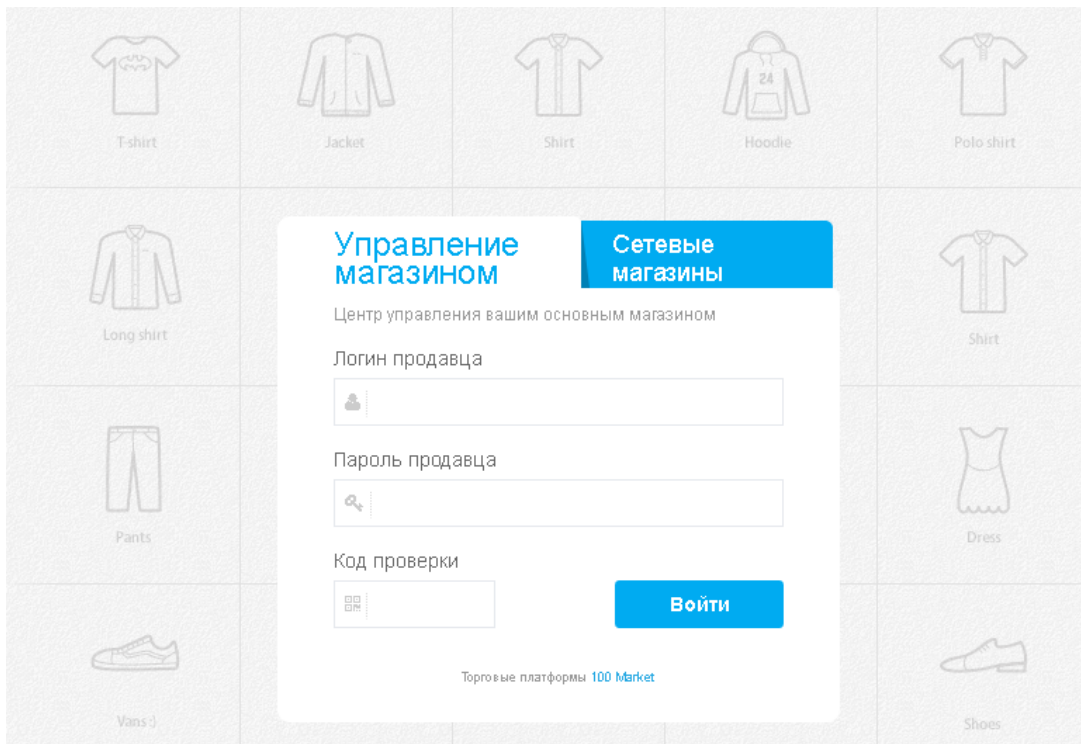 T-shirt
Jacket
Shirt
Hoodie
24
Polo shirt
Long shirt
Shirt
Pants
Dress
Vans :)
Shoes
Управление
магазином
Сетевые
магазины
Центр управления вашим основным магазином
Логин продавца
Пароль продавца
Код проверки
Войти
Торговые платформы 100 Market